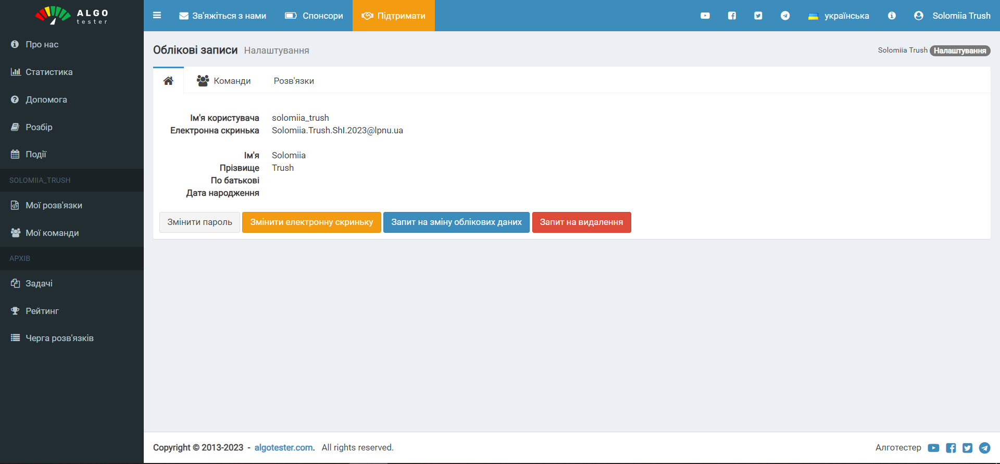 ALGO
tester
Про нас
Статистика
Допомога
Розбір
Події
SOLOMIIA_TRUSH
Мої розв'язки
Мої команди
АРХІВ
Задачі
Рейтинг
Черга розв'язків
Зв'яжіться з нами Спонсори Підтримати українська Solomiia Trush
Облікові записи Налаштування Solomiia Trush Налаштування
Команди Розв'язки
Ім'я користувача solomiia_trush
Електронна скринька Solomiia.Trush.ShI.2023@lpnu.ua
Ім'я Solomiia
Прізвище Trush
По батькові
Дата народження
Змінити пароль Змінити електронну скриньку Запит на зміну облікових даних Запит на видалення
Copyright © 2013-2023 - algotester.com. All rights reserved. Алготестер